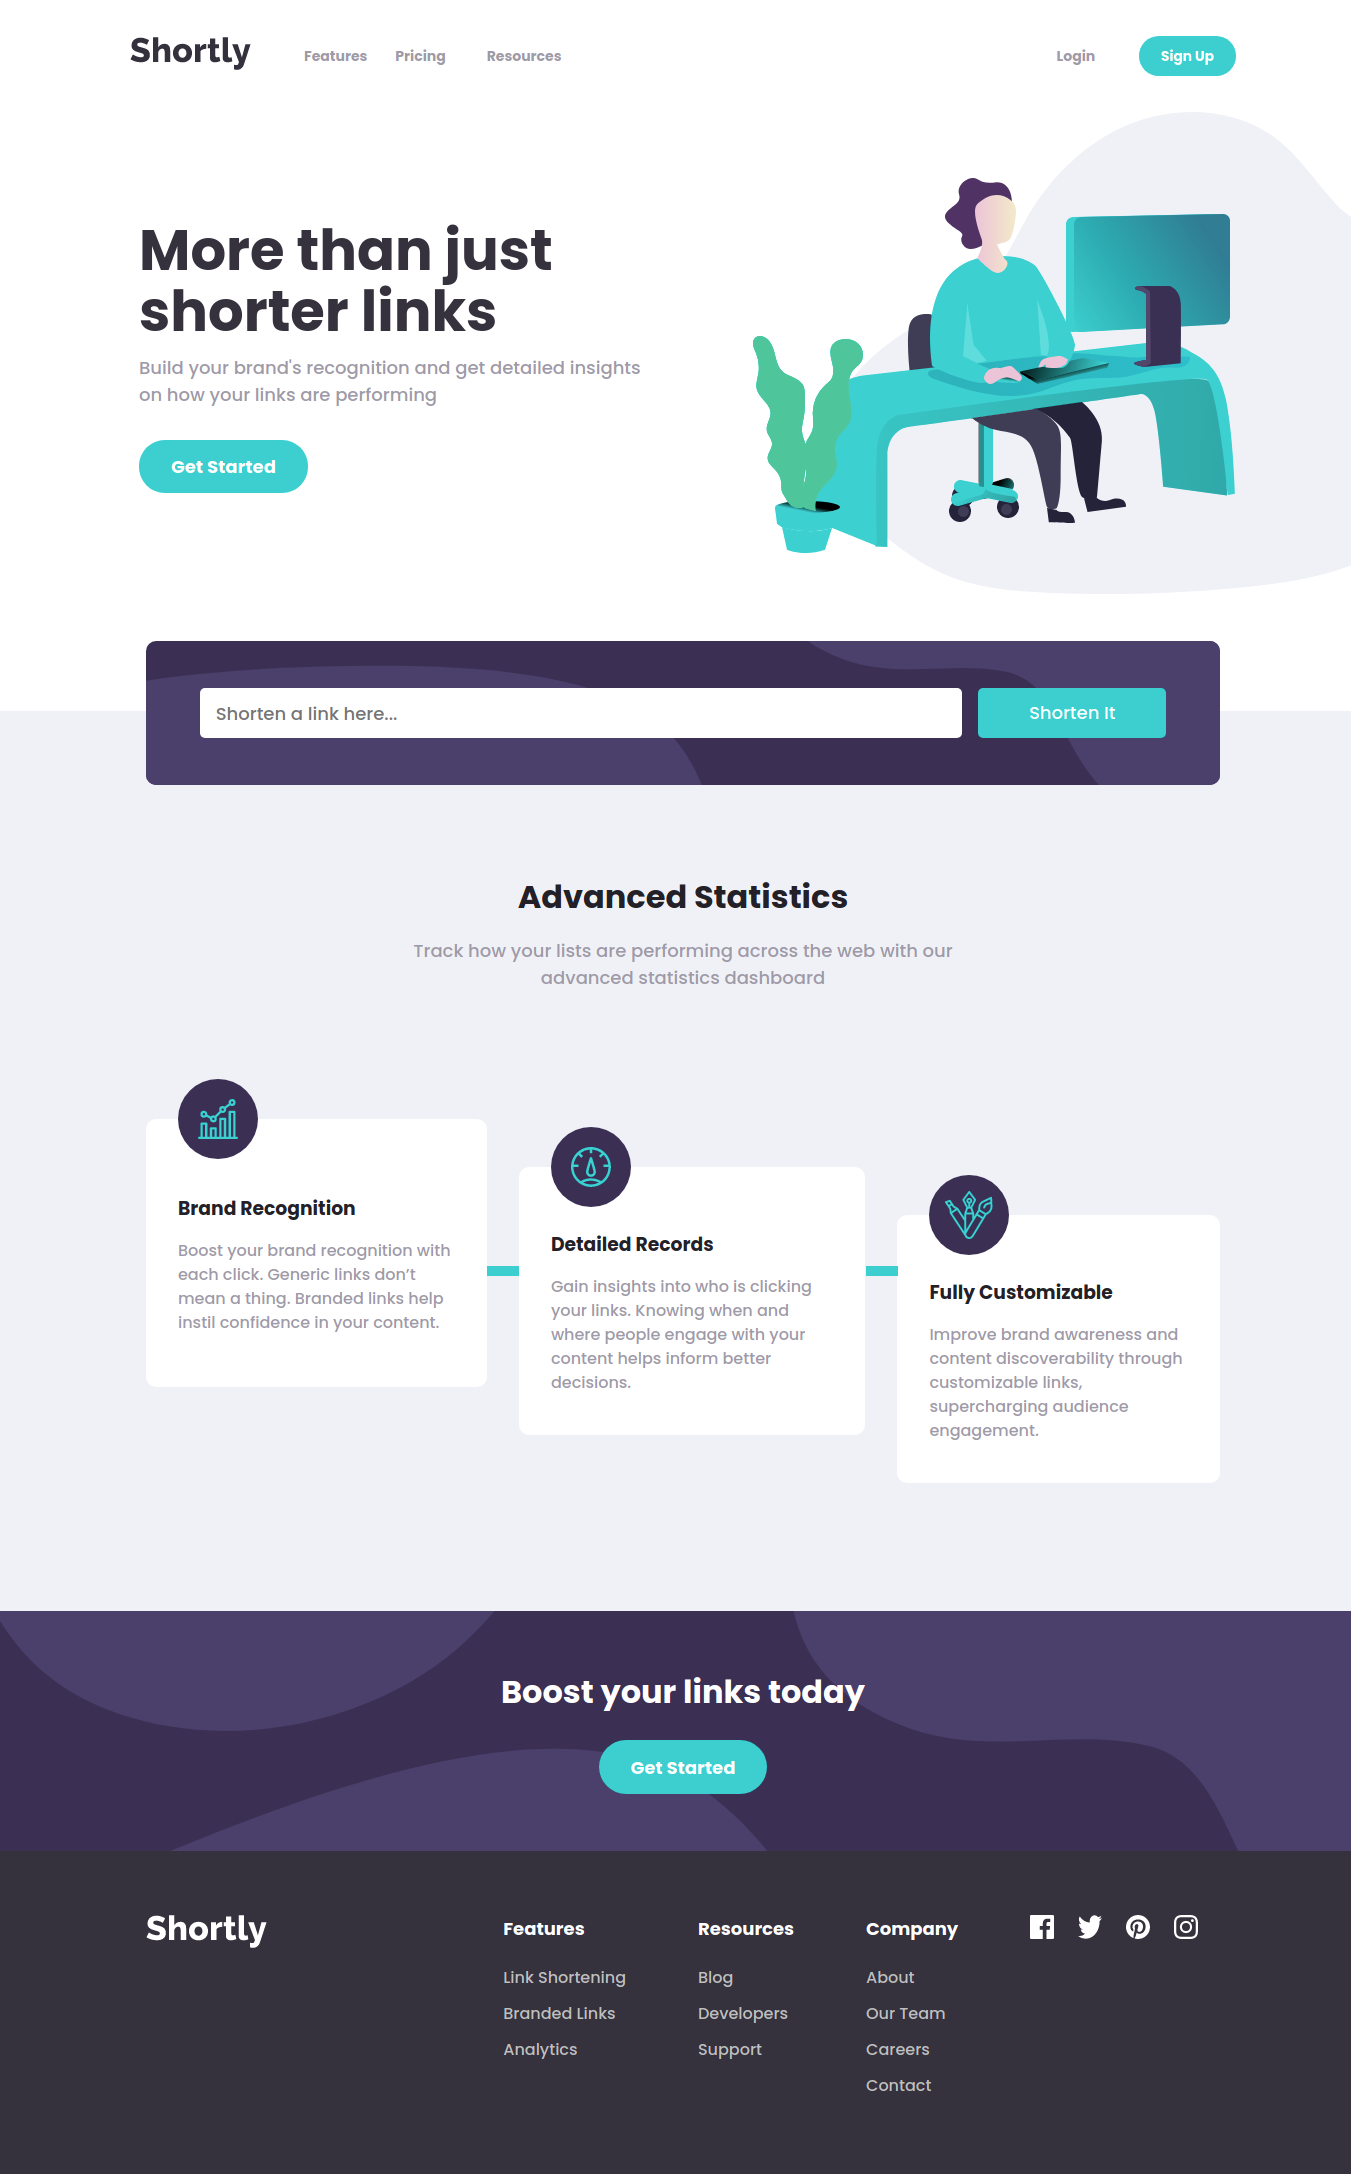 Shortly
Features
Pricing
Resources
Login
Sign Up
More than just
shorter links
Build your brand's recognition and get detailed insights
on how your links are performing
Get Started
Shorten a link here...
Shorten It
Advanced Statistics
Track how your lists are performing across the web with our
advanced statistics dashboard
Brand Recognition
Boost your brand recognition with
each click. Generic links don’t
mean a thing. Branded links help
instil confidence in your content.
Detailed Records
Gain insights into who is clicking
your links. Knowing when and
where people engage with your
content helps inform better
decisions.
Fully Customizable
Improve brand awareness and
content discoverability through
customizable links,
supercharging audience
engagement.
Boost your links today
Get Started
Shortly
Features
Link Shortening
Branded Links
Analytics
Resources
Blog
Developers
Support
Company
About
Our Team
Careers
Contact